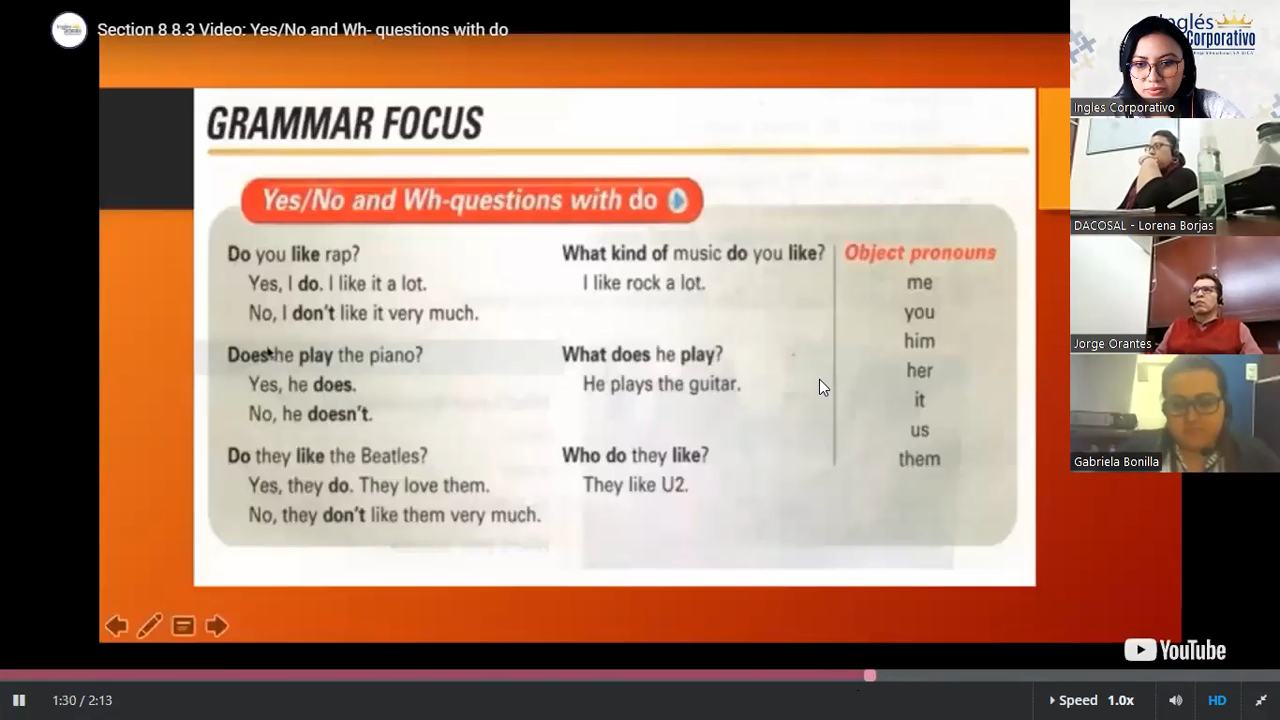 Section 8 8.3 Video: Yes/No and Wh- questions with do
GRAMMAR FOCUS
Yes/No and Wh-questions with do
Do you like rap?
Yes, I do. I like it a lot.
No, I don't like it very much.
Does he play the piano?
Yes, he does.
No, he doesn't.
Do they like the Beatles?
Yes, they do. They love them.
No, they don't like them very much.
What kind of music do you like?
I like rock a lot.
What does he play?
He plays the guitar.
Who do they like?
They like U2.
Object pronouns
me
you
him
her
it
us
them
Inglés
Corporativo
Ingles Corporativo
DACOSAL - Lorena Borjas
Jorge Orantes
Gabriela Bonilla
YouTube
1:30 / 2:13
Speed 1.0x
HD